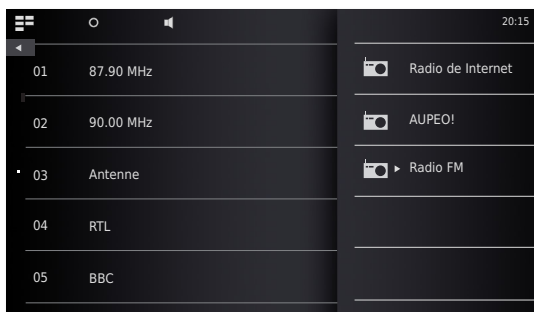 20:15
01 87.90 MHz
02 90.00 MHz
03 Antenne
04 RTL
05 BBC
Radio de Internet
AUPEO!
Radio FM